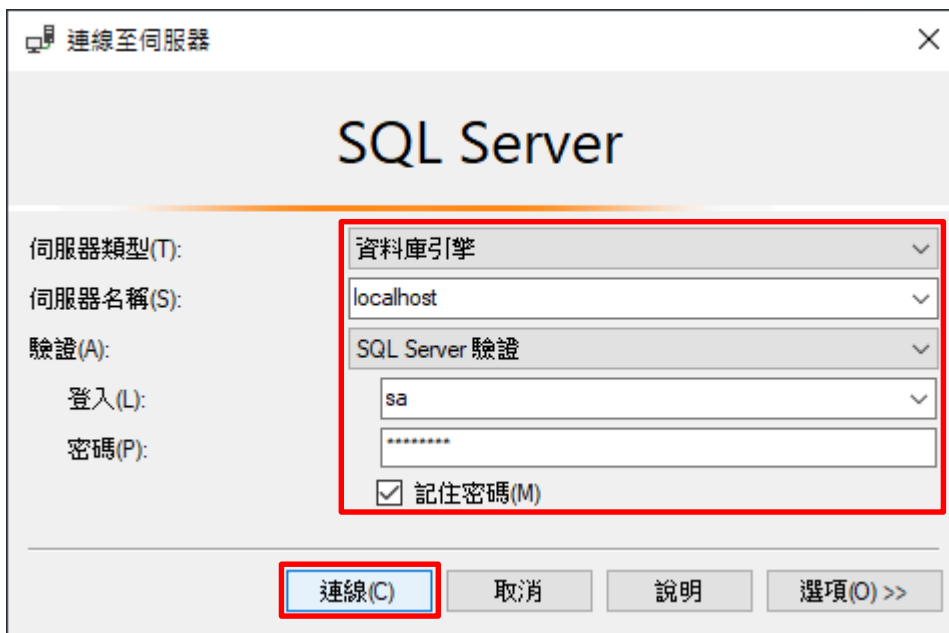 連線至伺服器
SQL Server
伺服器類型(T): 資料庫引擎
伺服器名稱(S): localhost
驗證(A): SQL Server 驗證
登入(L): sa
密碼(P): ********
記住密碼(M)
連線(C) 取消 說明 選項(O) >>